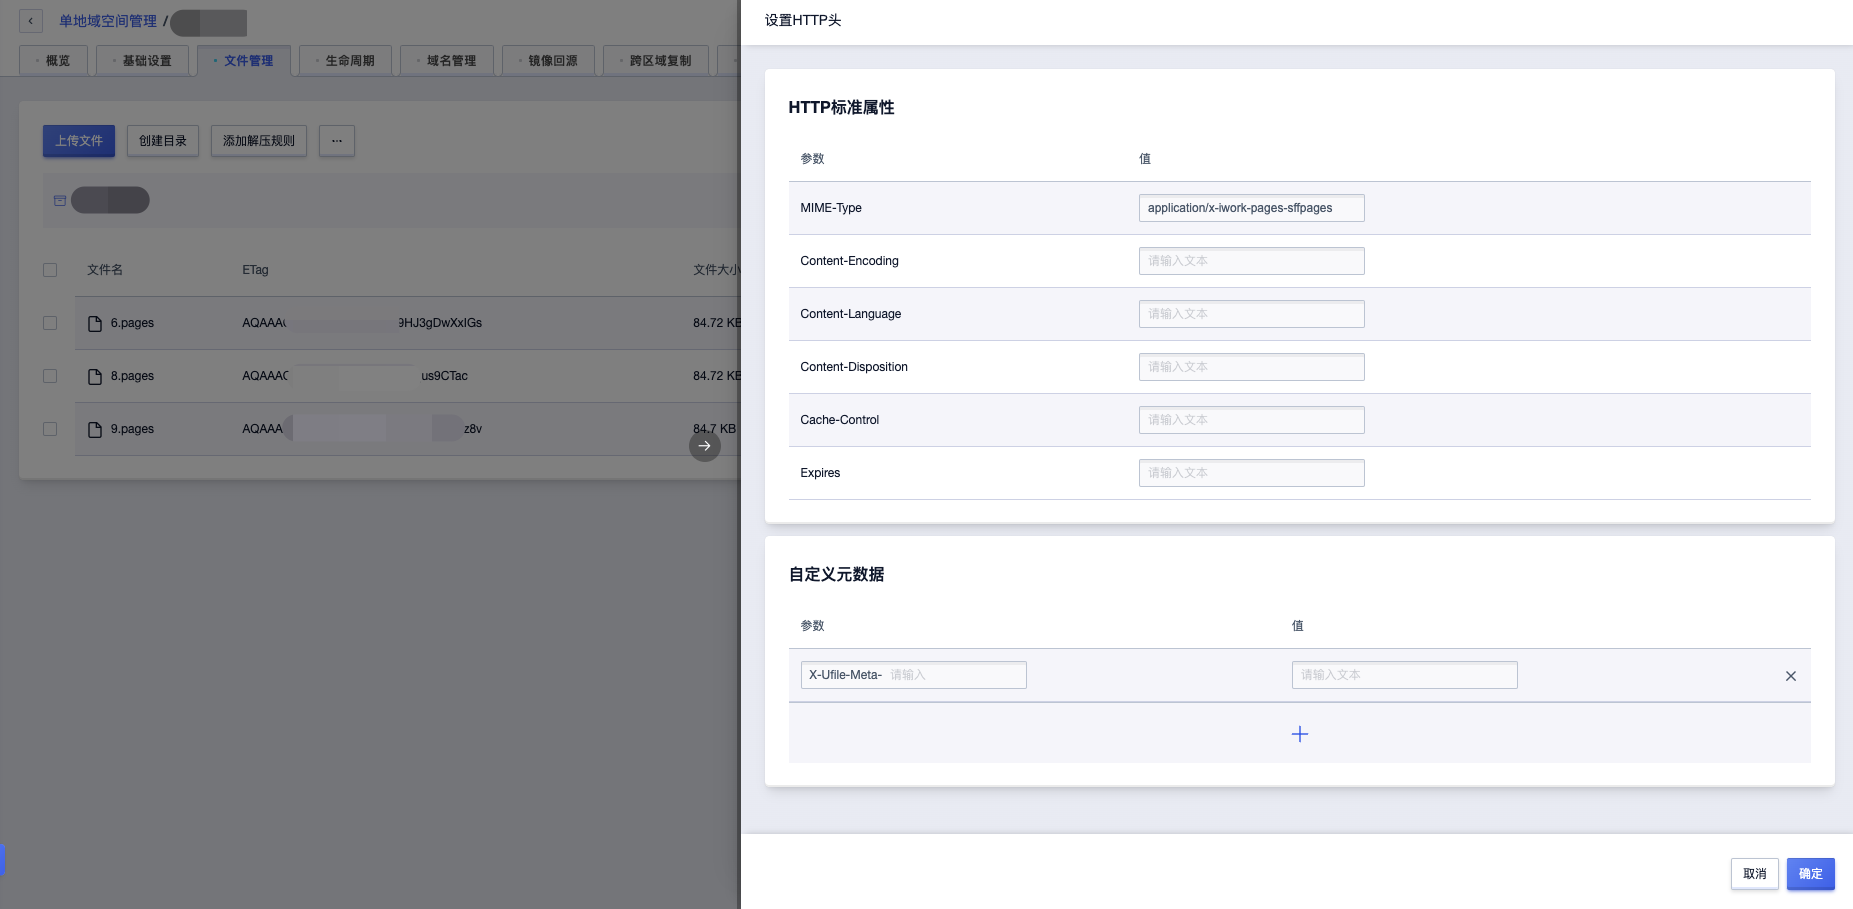 单地域空间管理 /
概览
基础设置
文件管理
生命周期
域名管理
镜像回源
跨区域复制
上传文件
创建目录
添加解压规则
...
文件名 ETag 文件大小
6.pages AQAAA 9HJ3gDwXxIGs 84.72 KB
8.pages AQAAAC us9CTac 84.72 KB
9.pages AQAAA z8v 84.7 KB
设置HTTP头
HTTP标准属性
参数 值
MIME-Type application/x-iwork-pages-sffpages
Content-Encoding 请输入文本
Content-Language 请输入文本
Content-Disposition 请输入文本
Cache-Control 请输入文本
Expires 请输入文本
自定义元数据
参数 值
X-Ufile-Meta- 请输入 请输入文本
取消 确定